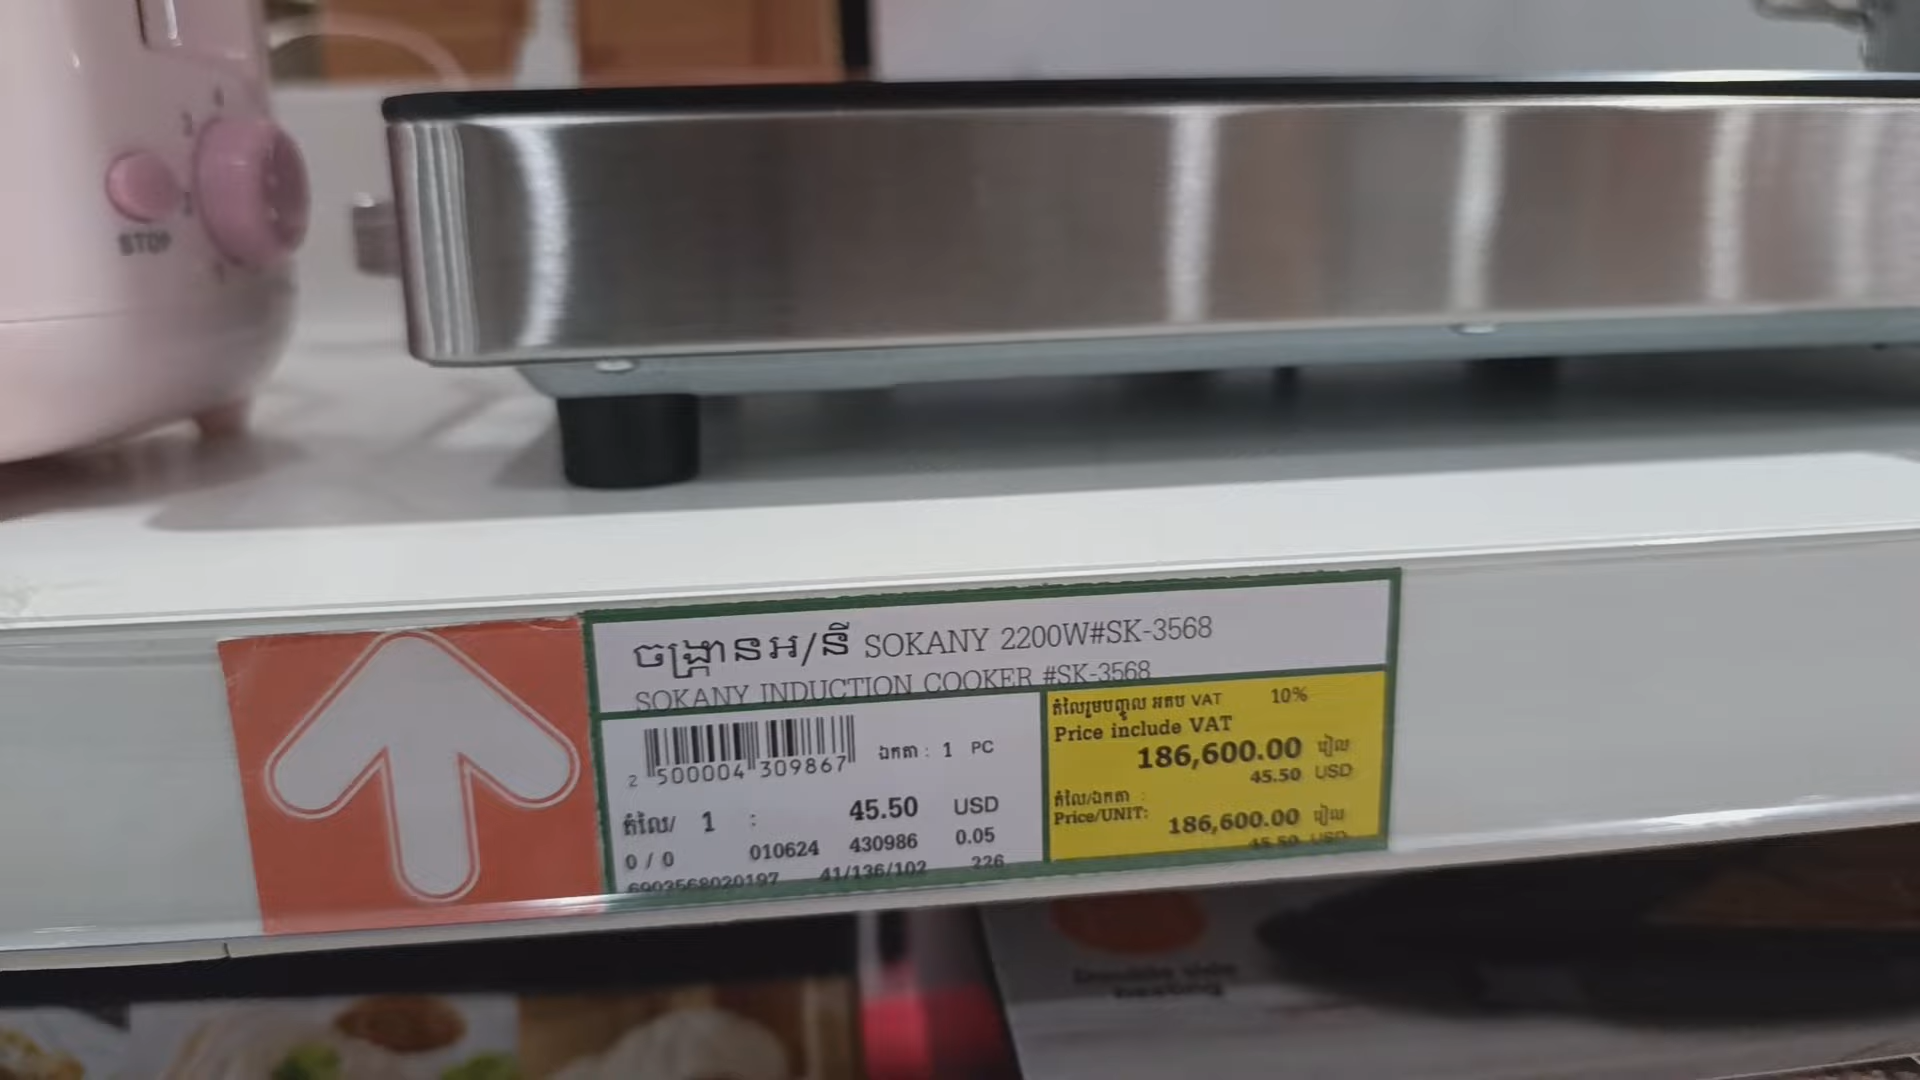 STOP
ចង្ក្រានអ/នី SOKANY 2200W#SK-3568
SOKANY INDUCTION COOKER #SK-3568
2 500004 309867
ឯកតា : 1 PC
តំលៃ/ 1 : 45.50 USD
0 / 0 010624 430986 0.05
6903568020197 41/136/102 226
តំលៃរួមបញ្ចូល អតប VAT 10%
Price include VAT
186,600.00 រៀល
45.50 USD
តំលៃ/ឯកតា :
Price/UNIT: 186,600.00 រៀល
45.50 USD